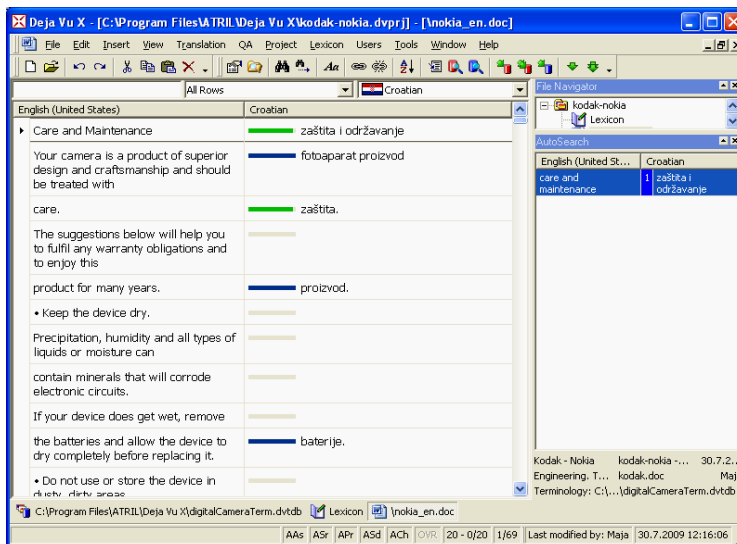 Deja Vu X - [C:\Program Files\ATRIL\Deja Vu X\kodak-nokia.dvprj] - [\nokia_en.doc]
File Edit Insert View Translation QA Project Lexicon Users Tools Window Help
All Rows Croatian
English (United States) Croatian
Care and Maintenance zaštita i održavanje
Your camera is a product of superior fotoaparat proizvod
design and craftsmanship and should
be treated with
care. zaštita.
The suggestions below will help you
to fulfil any warranty obligations and
to enjoy this
product for many years. proizvod.
• Keep the device dry.
Precipitation, humidity and all types of
liquids or moisture can
contain minerals that will corrode
electronic circuits.
If your device does get wet, remove
the batteries and allow the device to baterije.
dry completely before replacing it.
• Do not use or store the device in
dusty, dirty areas
File Navigator
kodak-nokia
Lexicon
AutoSearch
English (United St... Croatian
care and 1 zaštita i
maintenance održavanje
Kodak - Nokia kodak-nokia -... 30.7.2...
Engineering. T... kodak.doc Maj
Terminology: C:\...\digitalCameraTerm.dvtdb
C:\Program Files\ATRIL\Deja Vu X\digitalCameraTerm.dvtdb Lexicon \nokia_en.doc
AAs ASr APr ASd ACh OVR 20 - 0/20 1/69 Last modified by: Maja 30.7.2009 12:16:06